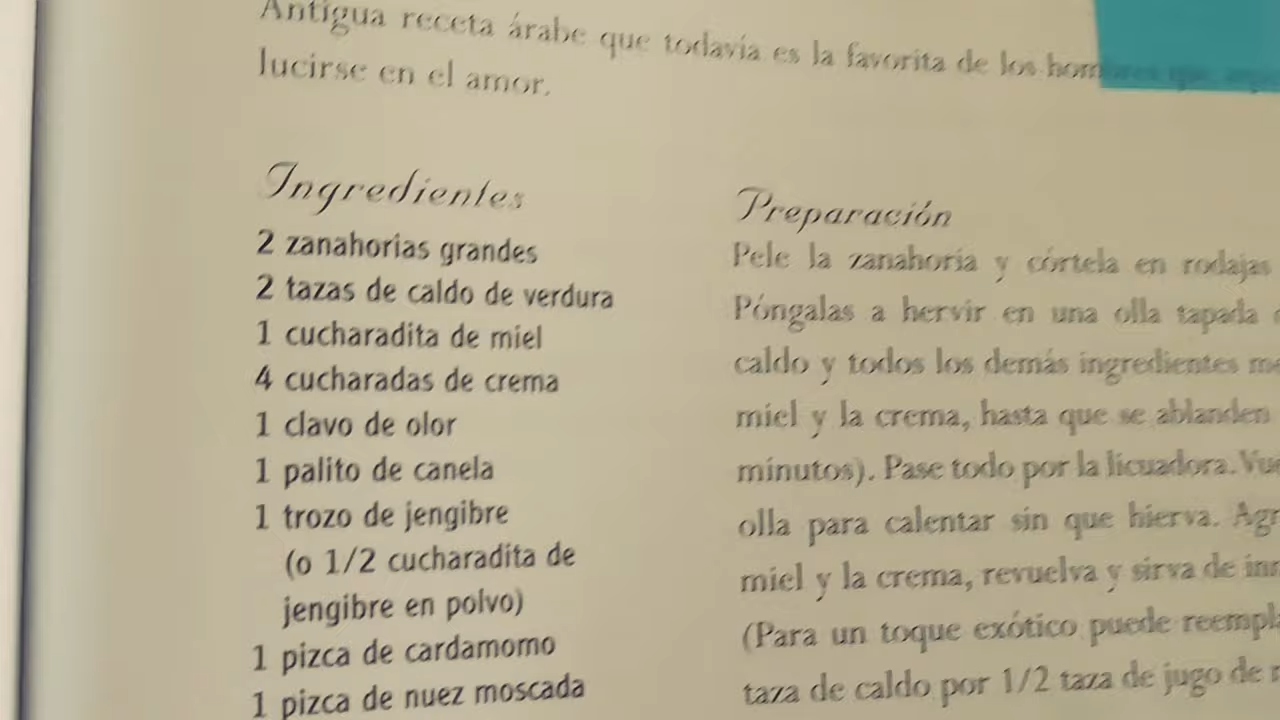 Antigua receta árabe que todavía es la favorita de los hombres que
lucirse en el amor.
Ingredientes
2 zanahorias grandes
2 tazas de caldo de verdura
1 cucharadita de miel
4 cucharadas de crema
1 clavo de olor
1 palito de canela
1 trozo de jengibre
(o 1/2 cucharadita de
jengibre en polvo)
1 pizca de cardamomo
1 pizca de nuez moscada
Preparación
Pele la zanahoria y córtela en rodajas
Póngalas a hervir en una olla tapada
caldo y todos los demás ingredientes
miel y la crema, hasta que se ablanden
minutos). Pase todo por la licuadora.
olla para calentar sin que hierva.
miel y la crema, revuelva y sirva de
(Para un toque exótico puede
taza de caldo por 1/2 taza de jugo de